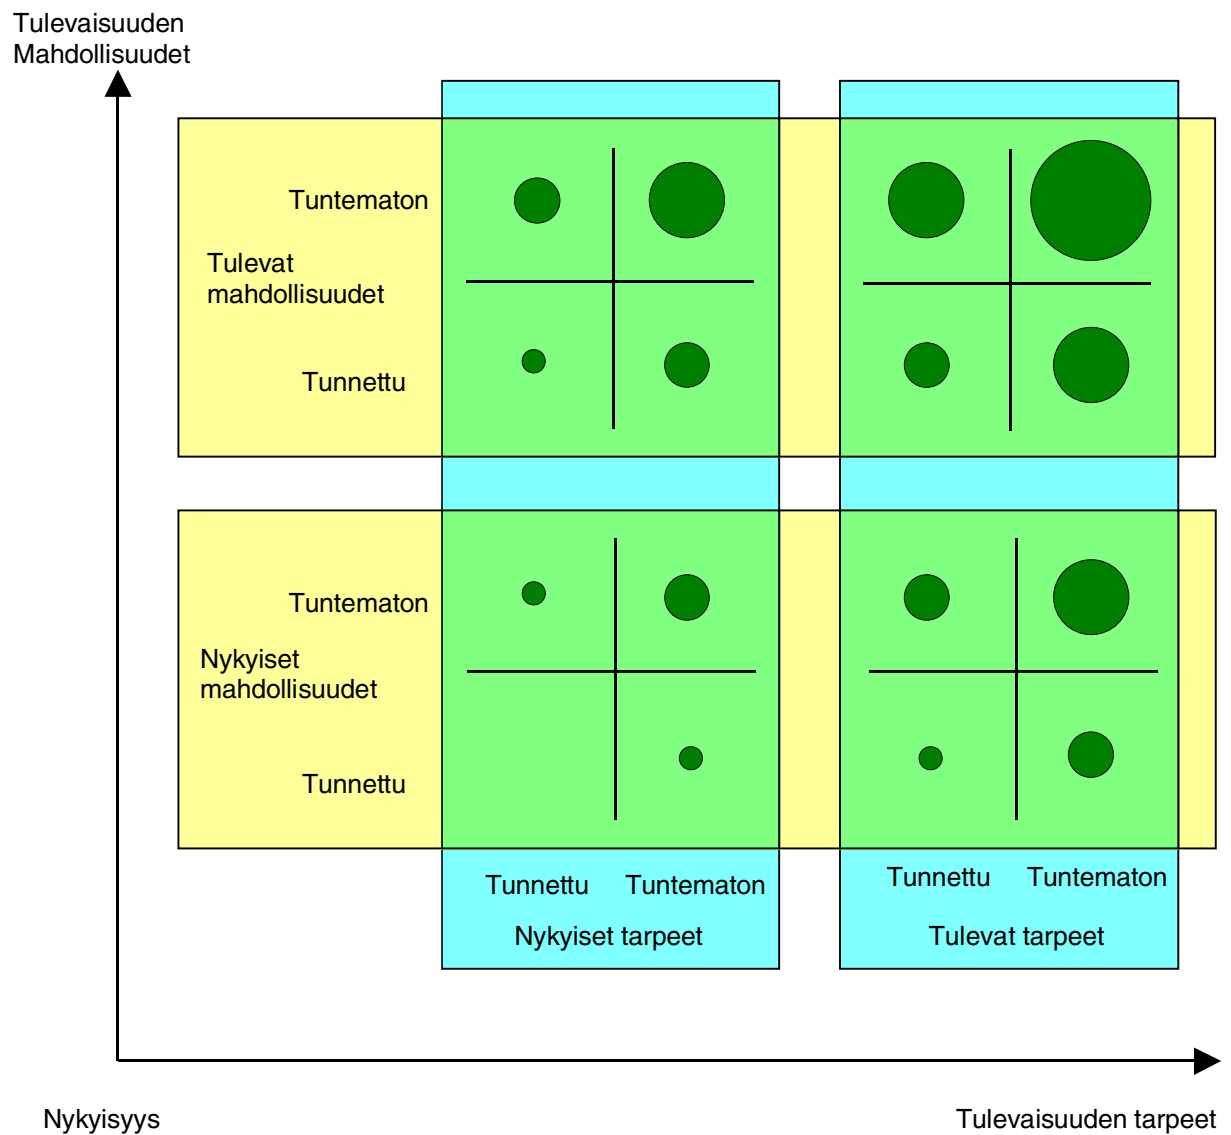 Tulevaisuuden
Mahdollisuudet
Tuntematon
Tulevat
mahdollisuudet
Tunnettu
Tuntematon
Nykyiset
mahdollisuudet
Tunnettu
Tunnettu Tuntematon
Nykyiset tarpeet
Tunnettu Tuntematon
Tulevat tarpeet
Nykyisyys
Tulevaisuuden tarpeet